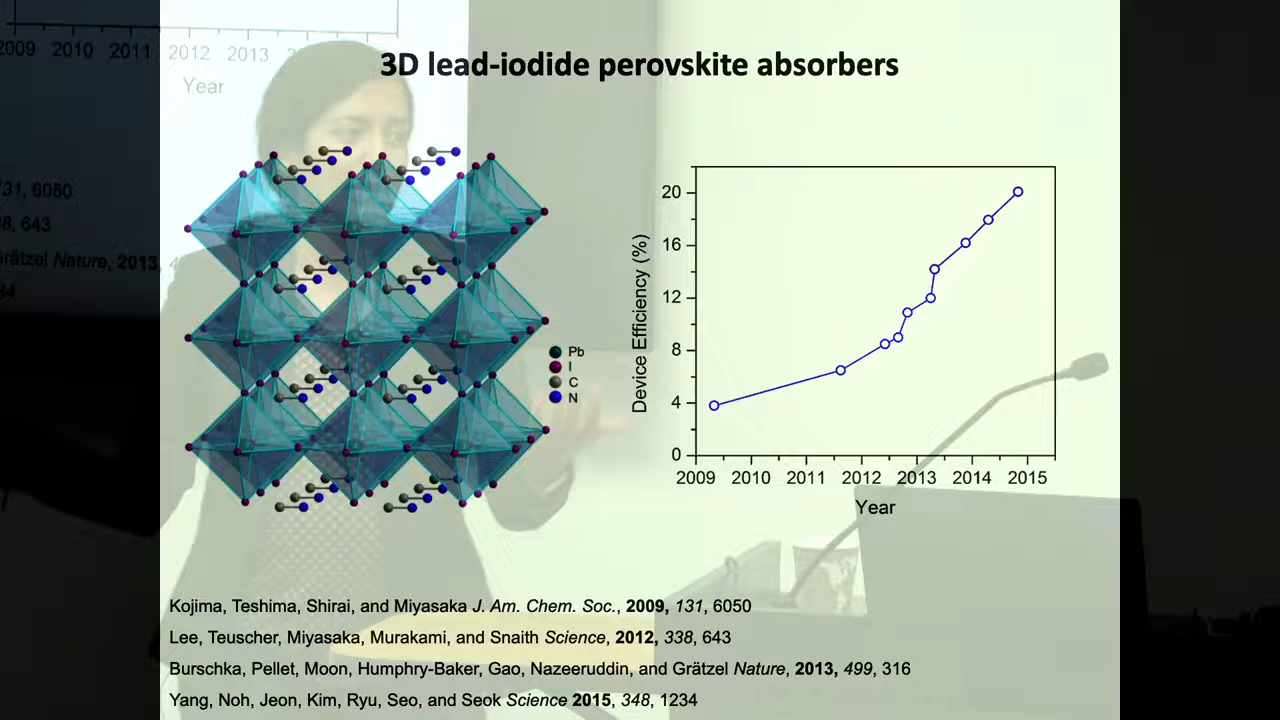 3D lead-iodide perovskite absorbers
2009 2010 2011 2012 2013
Year
31, 6050
8, 643
Grätzel Nature, 2013, 4
34
Pb
I
C
N
Device Efficiency (%)
20
16
12
8
4
0
2009 2010 2011 2012 2013 2014 2015
Year
Kojima, Teshima, Shirai, and Miyasaka J. Am. Chem. Soc., 2009, 131, 6050
Lee, Teuscher, Miyasaka, Murakami, and Snaith Science, 2012, 338, 643
Burschka, Pellet, Moon, Humphry-Baker, Gao, Nazeeruddin, and Grätzel Nature, 2013, 499, 316
Yang, Noh, Jeon, Kim, Ryu, Seo, and Seok Science 2015, 348, 1234